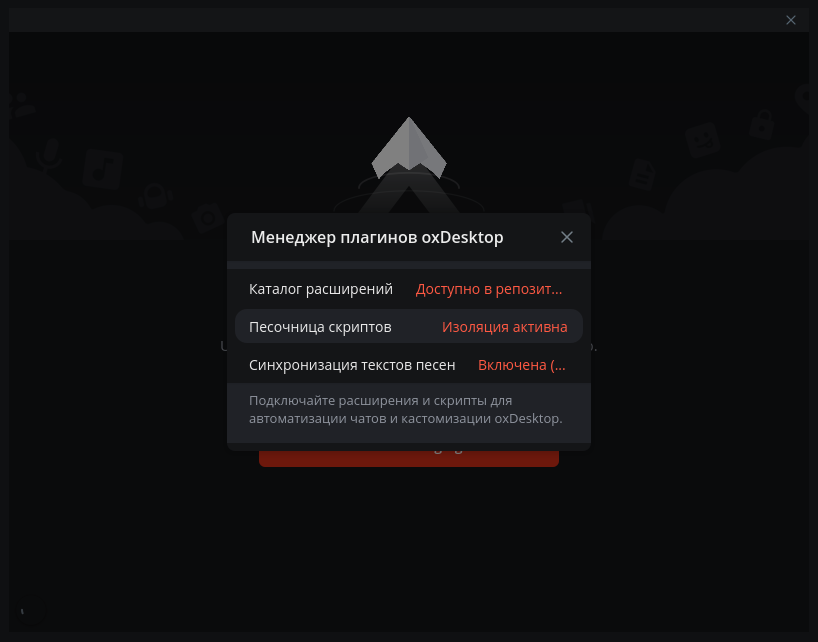 Менеджер плагинов oxDesktop
Каталог расширений Доступно в репозит...
Песочница скриптов Изоляция активна
Синхронизация текстов песен Включена (...
Подключайте расширения и скрипты для
автоматизации чатов и кастомизации oxDesktop.